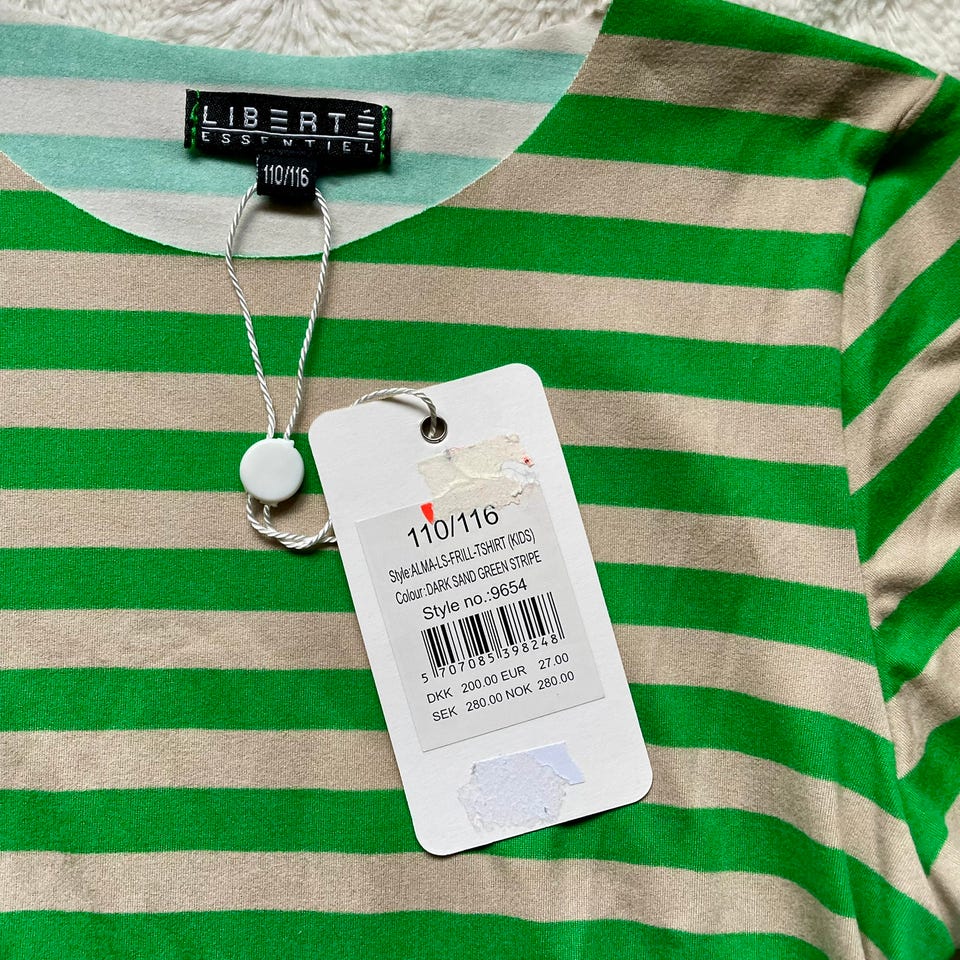 LIBERTÉ
ESSENTIEL
110/116
110/116
Style:ALMA-LS-FRILL-TSHIRT (KIDS)
Colour:DARK SAND GREEN STRIPE
Style no.:9654
5 707085 398248
DKK 200.00 EUR 27.00
SEK 280.00 NOK 280.00